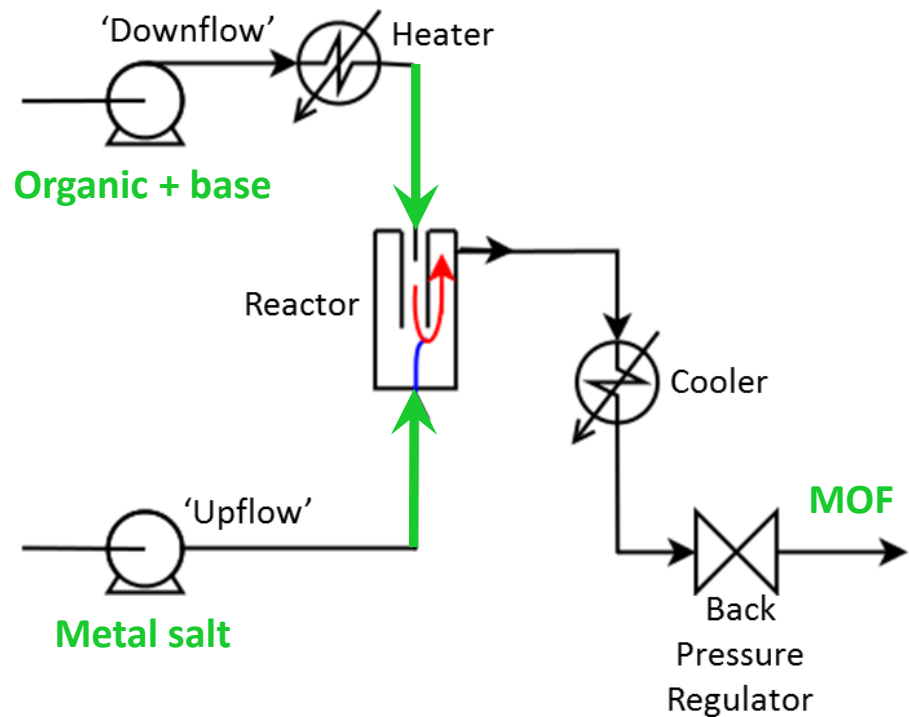 ‘Downflow’
Heater
Organic + base
Reactor
Cooler
‘Upflow’
MOF
Metal salt
Back
Pressure
Regulator